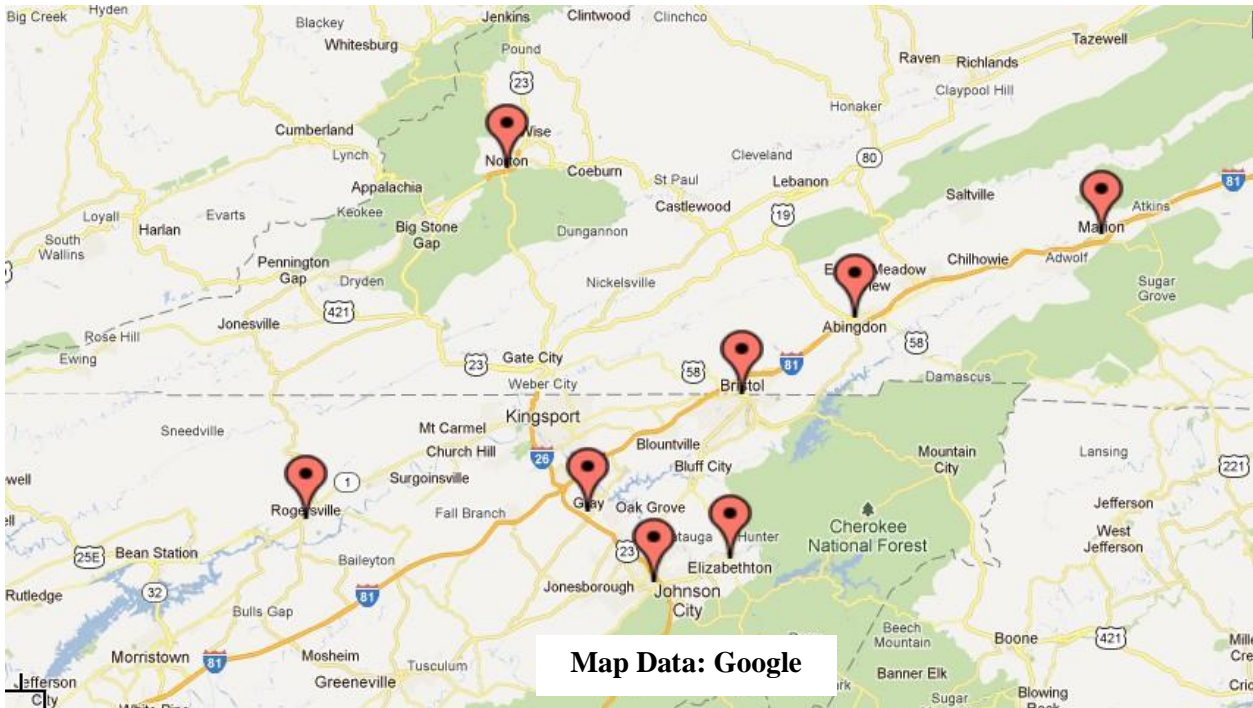 Big Creek
Hyden
Blackey
Jenkins
Clintwood
Clinchco
Whitesburg
Pound
Tazewell
Raven
Richlands
23
Claypool Hill
Honaker
Cumberland
Wise
Norton
Lynch
Coeburn
Cleveland
80
Appalachia
St Paul
Lebanon
Saltville
81
Loyall
Evarts
Keokee
Castlewood
19
Atkins
Harlan
Big Stone
Gap
Dungannon
Marion
South
Wallins
Pennington
Gap
Meadow
Chilhowie
Adwolf
Dryden
Nickelsville
Sugar
Grove
421
Jonesville
Abingdon
Rose Hill
58
Ewing
23
Gate City
58
81
Weber City
Bristol
Damascus
Kingsport
Sneedville
Mt Carmel
Church Hill
Blountville
Mountain
City
Lansing
26
Bluff City
221
Surgoinsville
1
Rogersville
Gray
Oak Grove
Jefferson
Fall Branch
Cherokee
National Forest
West
Jefferson
Bean Station
25E
Baileyton
23
Hunter
Elizabethton
Rutledge
32
Jonesborough
Johnson
City
81
Bulls Gap
Beech
Mountain
Boone
421
Morristown
81
Mosheim
Tusculum
Map Data: Google
Banner Elk
Jefferson
City
Greeneville
Blowing